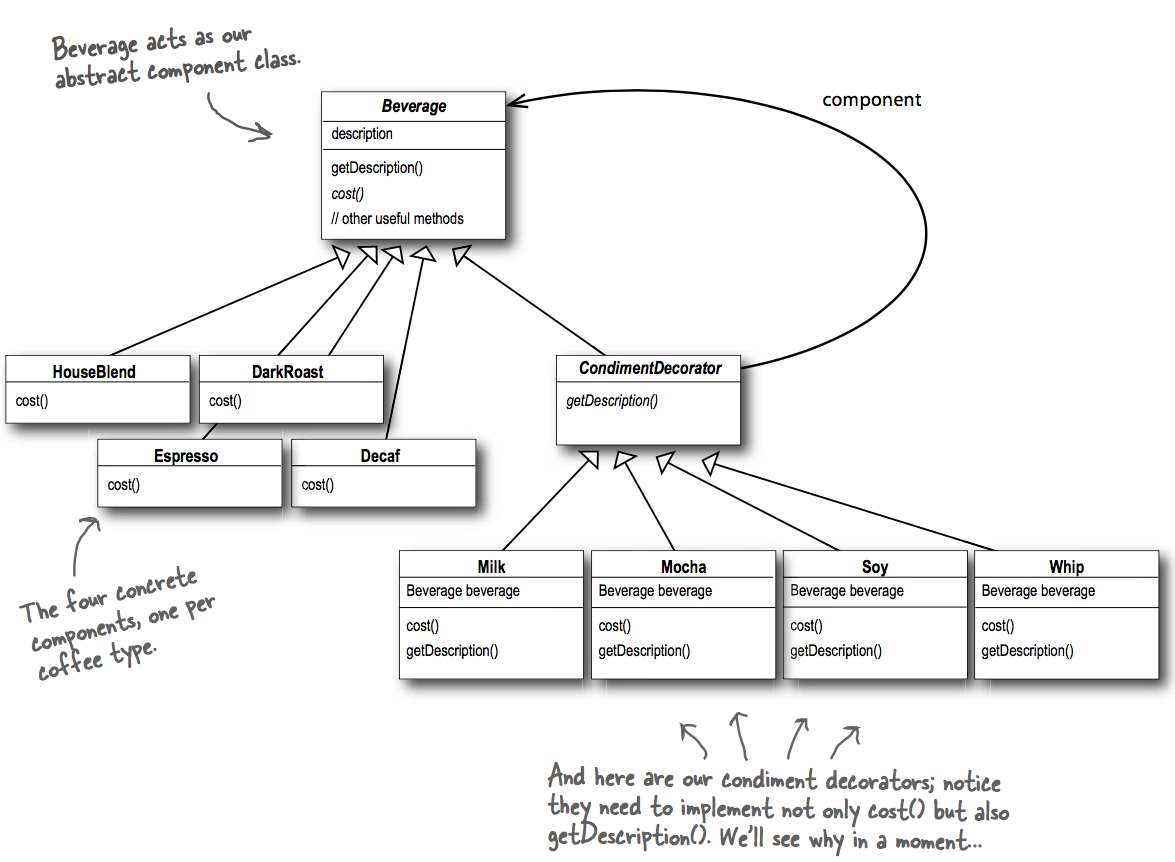 Beverage acts as our
abstract component class.
component
Beverage
description
getDescription()
cost()
// other useful methods
HouseBlend
cost()
DarkRoast
cost()
CondimentDecorator
getDescription()
Espresso
cost()
Decaf
cost()
The four concrete
components, one per
coffee type.
Milk
Beverage beverage
cost()
getDescription()
Mocha
Beverage beverage
cost()
getDescription()
Soy
Beverage beverage
cost()
getDescription()
Whip
Beverage beverage
cost()
getDescription()
And here are our condiment decorators; notice
they need to implement not only cost() but also
getDescription(). We'll see why in a moment...